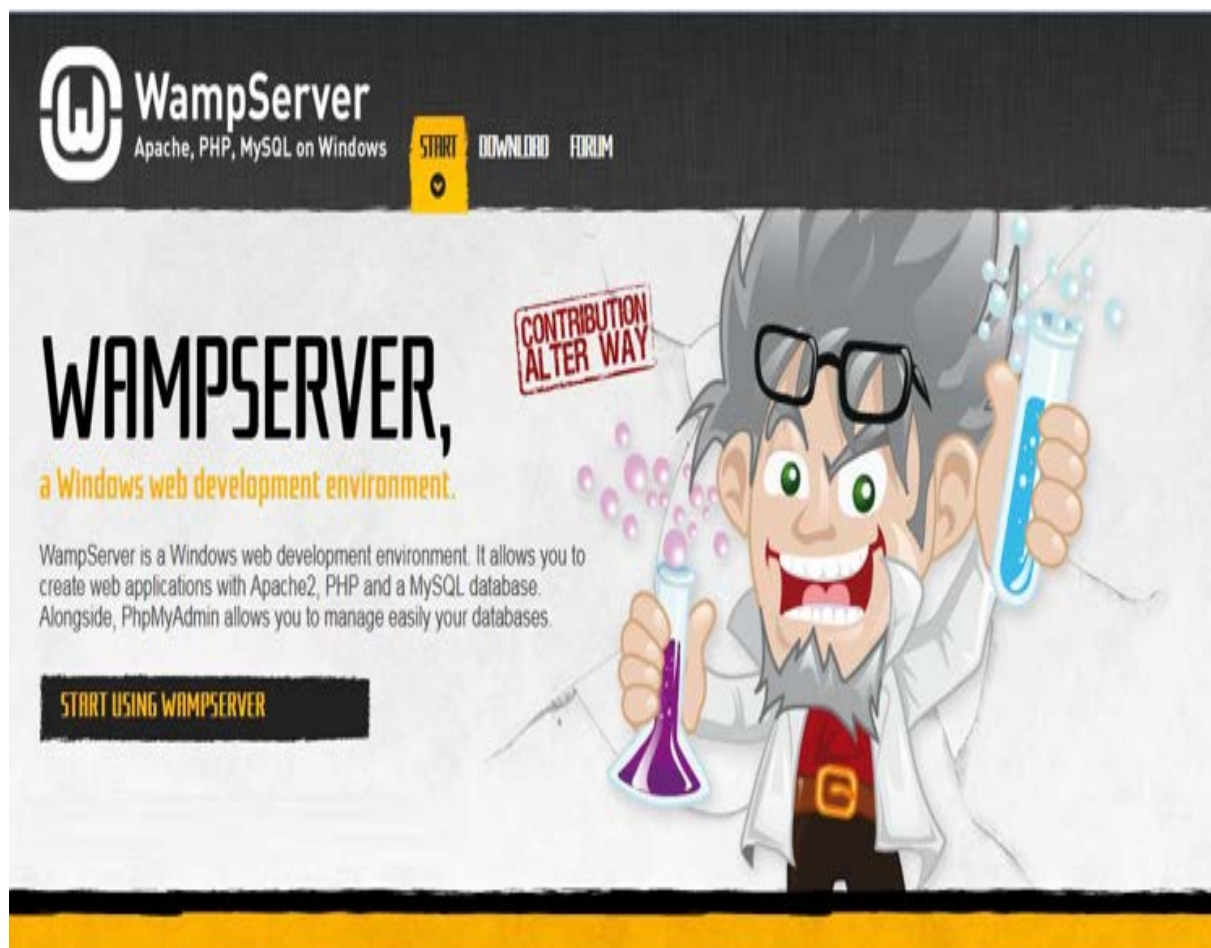 WampServer
Apache, PHP, MySQL on Windows
START
DOWNLOAD
FORUM
CONTRIBUTION
ALTER WAY
WAMPSERVER,
a Windows web development environment.
WampServer is a Windows web development environment. It allows you to
create web applications with Apache2, PHP and a MySQL database.
Alongside, PhpMyAdmin allows you to manage easily your databases.
START USING WAMPSERVER